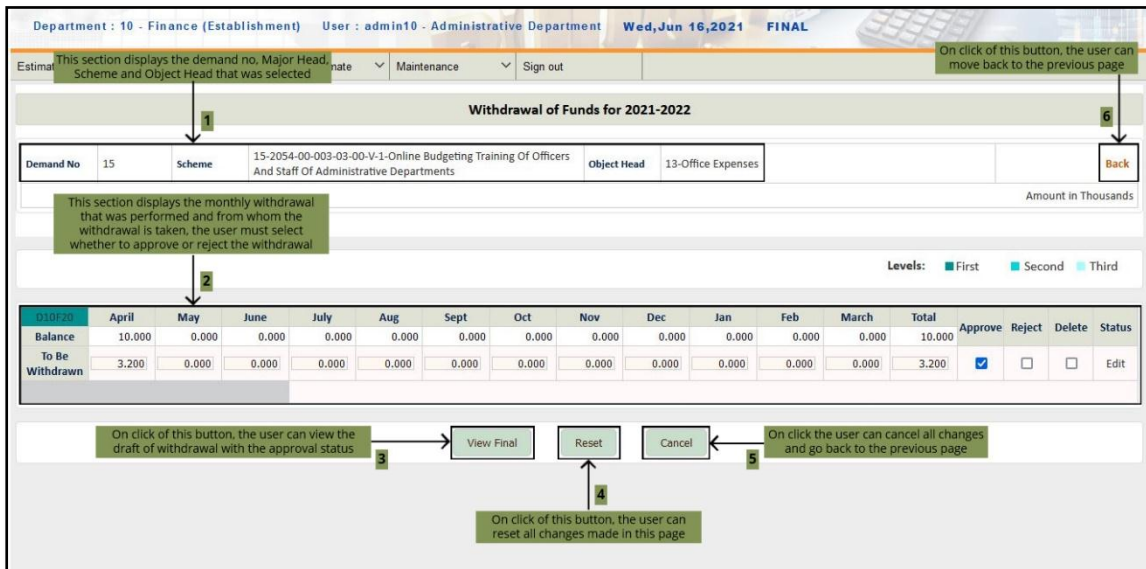 Department : 10 - Finance (Establishment) User : admin10 - Administrative Department Wed,Jun 16,2021 FINAL
This section displays the demand no, Major Head,
Scheme and Object Head that was selected
On click of this button, the user can
move back to the previous page
Maintenance Sign out
Withdrawal of Funds for 2021-2022
1
6
Demand No 15 Scheme 15-2054-00-003-03-00-V-1-Online Budgeting Training Of Officers
And Staff Of Administrative Departments
Object Head 13-Office Expenses Back
Amount in Thousands
This section displays the monthly withdrawal
that was performed and from whom the
withdrawal is taken, the user must select
whether to approve or reject the withdrawal
Levels: First Second Third
2
D10F20 April May June July Aug Sept Oct Nov Dec Jan Feb March Total Approve Reject Delete Status
Balance 10.000 0.000 0.000 0.000 0.000 0.000 0.000 0.000 0.000 0.000 0.000 0.000 10.000
To Be
Withdrawn 3.200 0.000 0.000 0.000 0.000 0.000 0.000 0.000 0.000 0.000 0.000 0.000 3.200 Edit
On click of this button, the user can view the
draft of withdrawal with the approval status
3
View Final Reset Cancel
5
On click the user can cancel all changes
and go back to the previous page
4
On click of this button, the user can
reset all changes made in this page